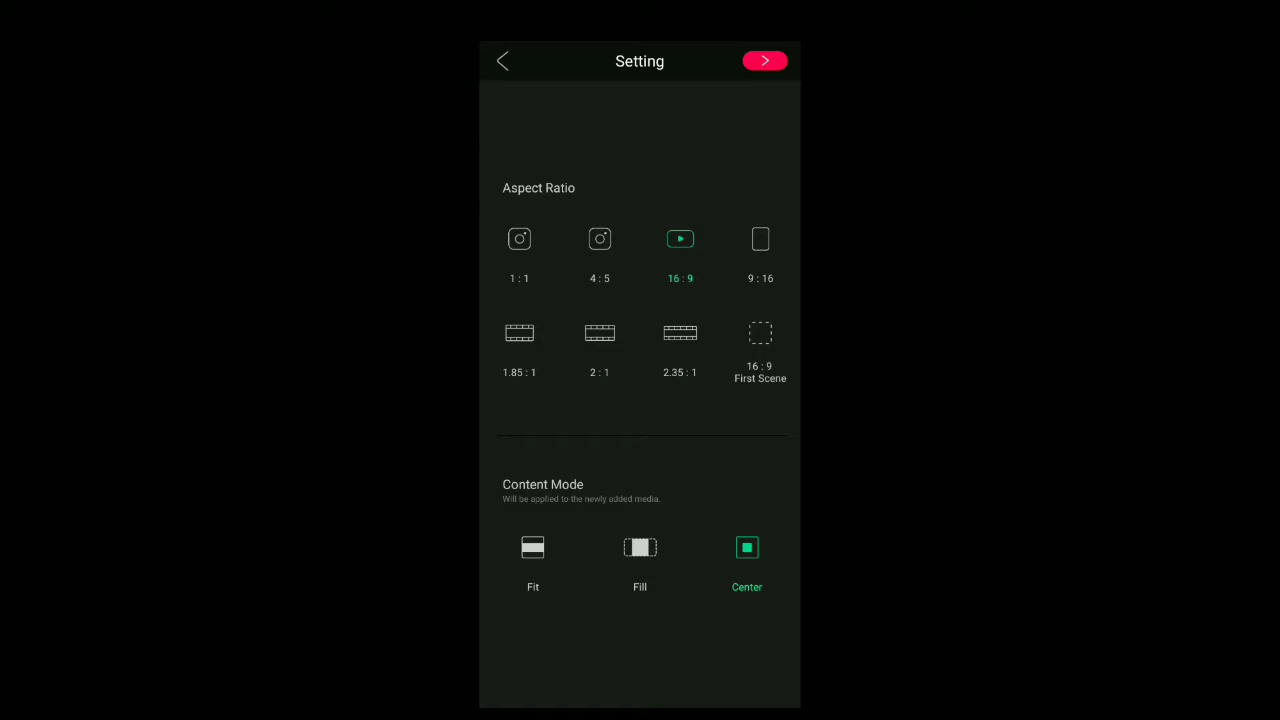 Setting
Aspect Ratio
1 : 1
4 : 5
16 : 9
9 : 16
1.85 : 1
2 : 1
2.35 : 1
16 : 9
First Scene
Content Mode
Will be applied to the newly added media.
Fit
Fill
Center